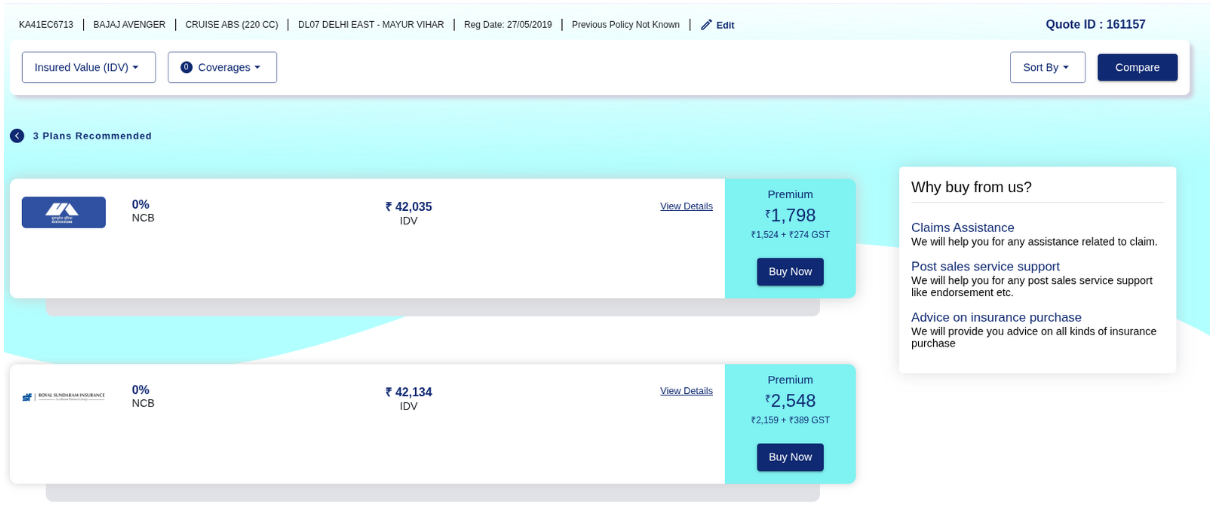 KA41EC6713 | BAJAJ AVENGER | CRUISE ABS (220 CC) | DL07 DELHI EAST - MAYUR VIHAR | Reg Date: 27/05/2019 | Previous Policy Not Known | Edit
Quote ID : 161157
Insured Value (IDV)
0 Coverages
Sort By
Compare
3 Plans Recommended
0%
NCB
₹ 42,035
IDV
View Details
Premium
₹1,798
₹1,524 + ₹274 GST
Buy Now
Why buy from us?
Claims Assistance
We will help you for any assistance related to claim.
Post sales service support
We will help you for any post sales service support
like endorsement etc.
Advice on insurance purchase
We will provide you advice on all kinds of insurance
purchase
ROYAL SUNDARAM INSURANCE
0%
NCB
₹ 42,134
IDV
View Details
Premium
₹2,548
₹2,159 + ₹389 GST
Buy Now